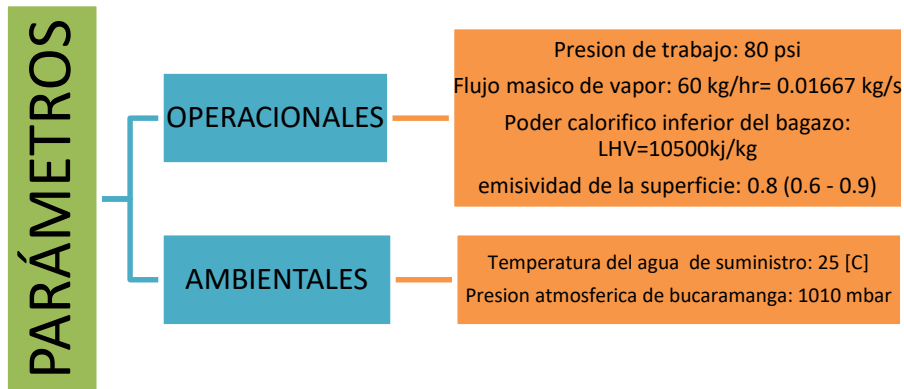 PARÁMETROS
OPERACIONALES
Presion de trabajo: 80 psi
Flujo masico de vapor: 60 kg/hr= 0.01667 kg/s
Poder calorifico inferior del bagazo:
LHV=10500kj/kg
emisividad de la superficie: 0.8 (0.6 - 0.9)
AMBIENTALES
Temperatura del agua de suministro: 25 [C]
Presion atmosferica de bucaramanga: 1010 mbar